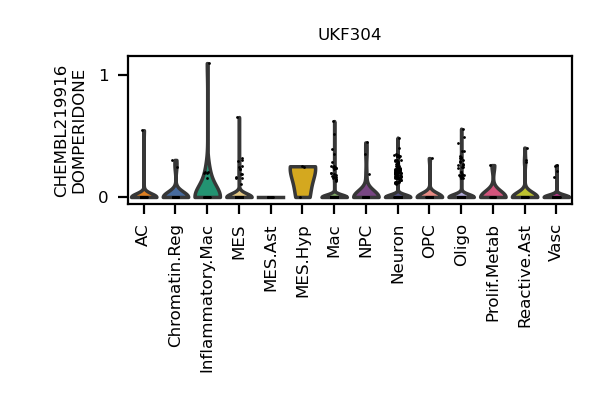 UKF304
CHEMBL219916
DOMPERIDONE
1
0
AC
Chromatin.Reg
Inflammatory.Mac
MES
MES.Ast
MES.Hyp
Mac
NPC
Neuron
OPC
Oligo
Prolif.Metab
Reactive.Ast
Vasc